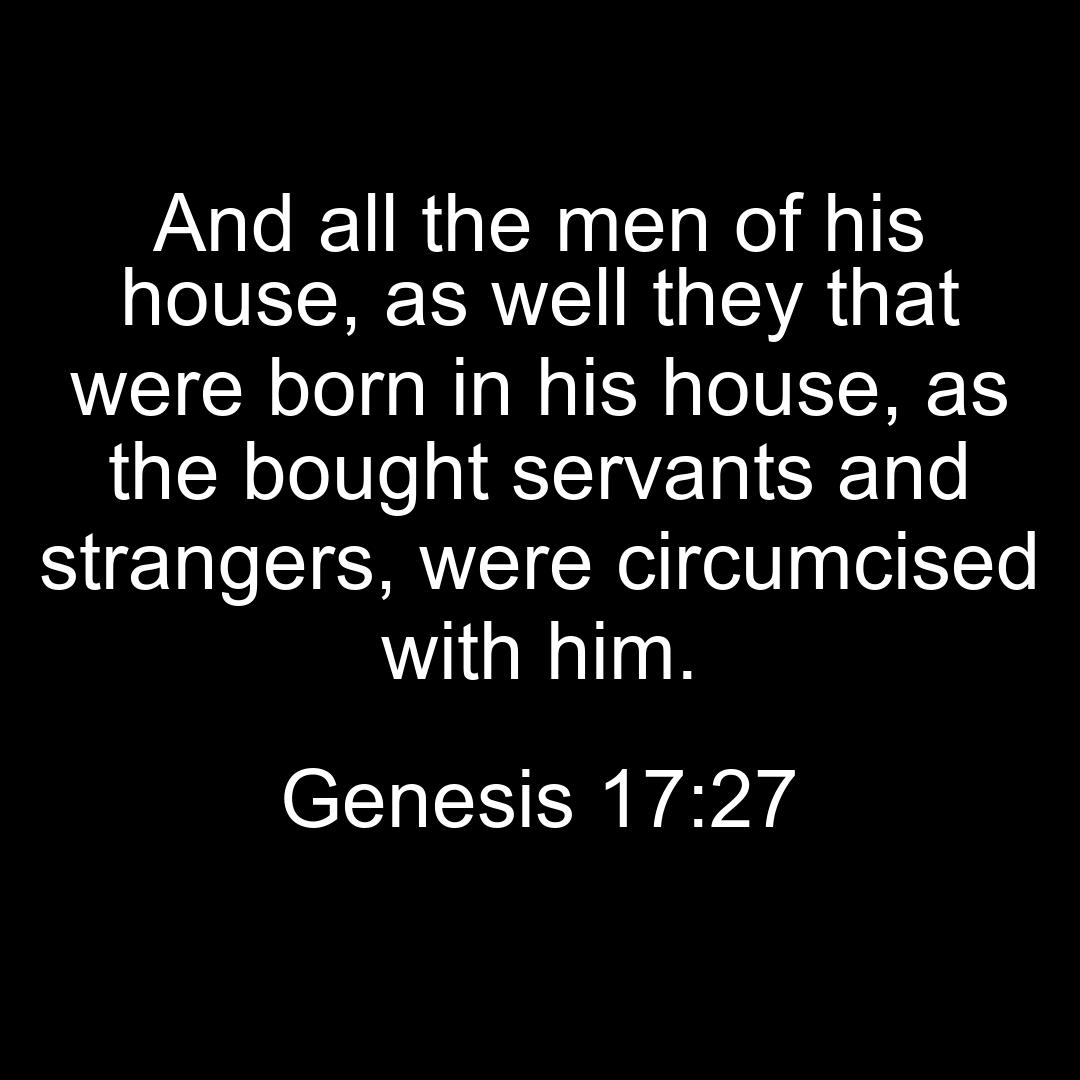 And all the men of his
house, as well they that
were born in his house, as
the bought servants and
strangers, were circumcised
with him.
Genesis 17:27